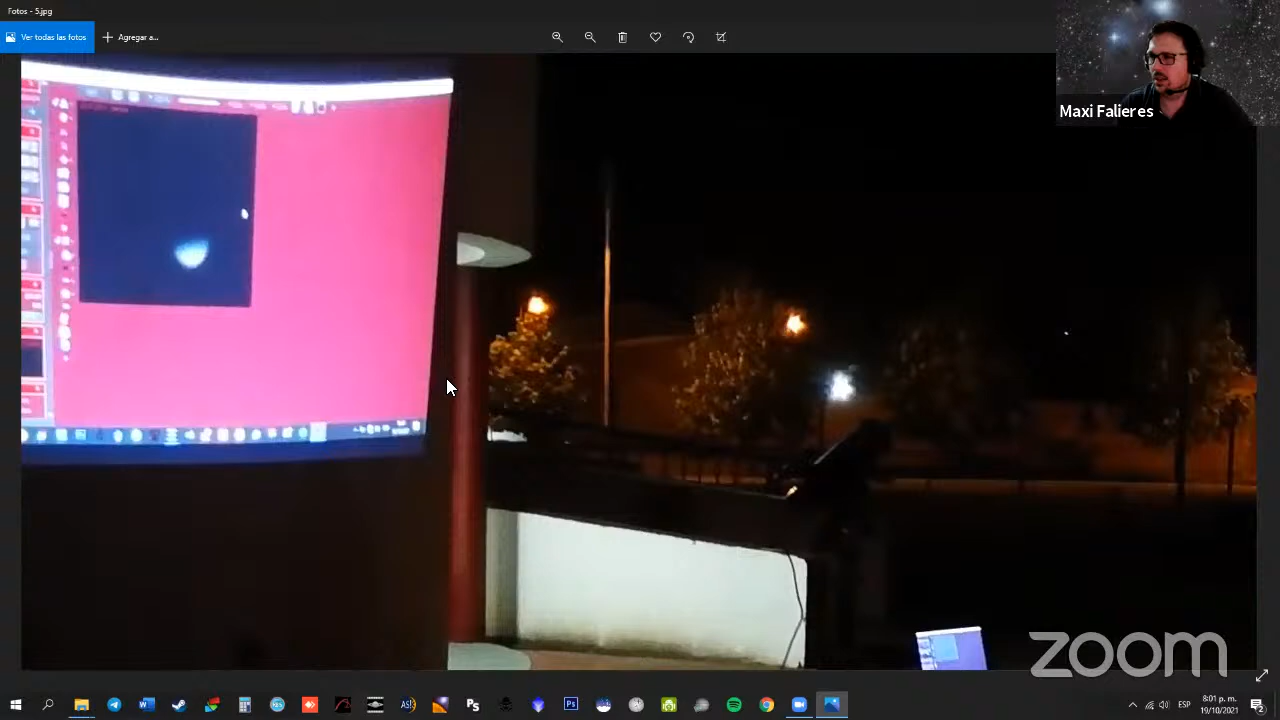 Fotos - 5.jpg
Ver todas las fotos
Agregar a...
Maxi Falieres
zoom
ESP
8:01 p. m.
19/10/2021